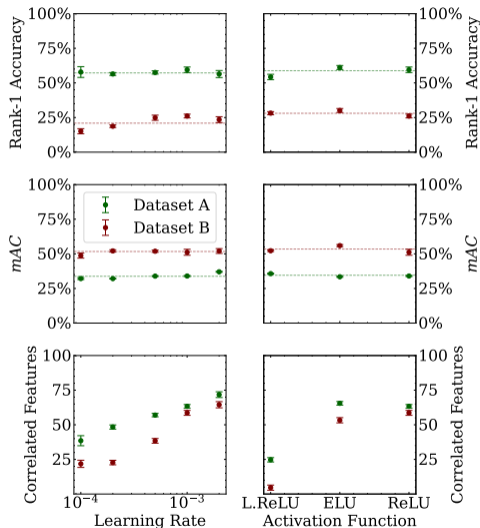 100%
75%
50%
25%
0%
Rank-1 Accuracy
100%
75%
50%
25%
0%
Rank-1 Accuracy
100%
75%
50%
25%
0%
mAC
Dataset A
Dataset B
100%
75%
50%
25%
0%
mAC
100
75
50
25
Correlated Features
10⁻⁴
10⁻³
Learning Rate
100
75
50
25
Correlated Features
L.ReLU
ELU
ReLU
Activation Function